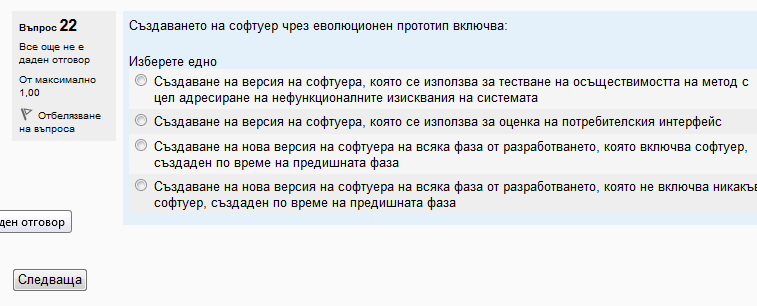 Въпрос 22
Все още не е
даден отговор
От максимално
1,00
Отбелязване
на въпроса
Създаването на софтуер чрез еволюционен прототип включва:
Изберете едно
Създаване на версия на софтуера, която се използва за тестване на осъществимостта на метод с
цел адресиране на нефункционалните изисквания на системата
Създаване на версия на софтуера, която се използва за оценка на потребителския интерфейс
Създаване на нова версия на софтуера на всяка фаза от разработването, която включва софтуер,
създаден по време на предишната фаза
Създаване на нова версия на софтуера на всяка фаза от разработването, която не включва никакъв
софтуер, създаден по време на предишната фаза
ден отговор
Следваща